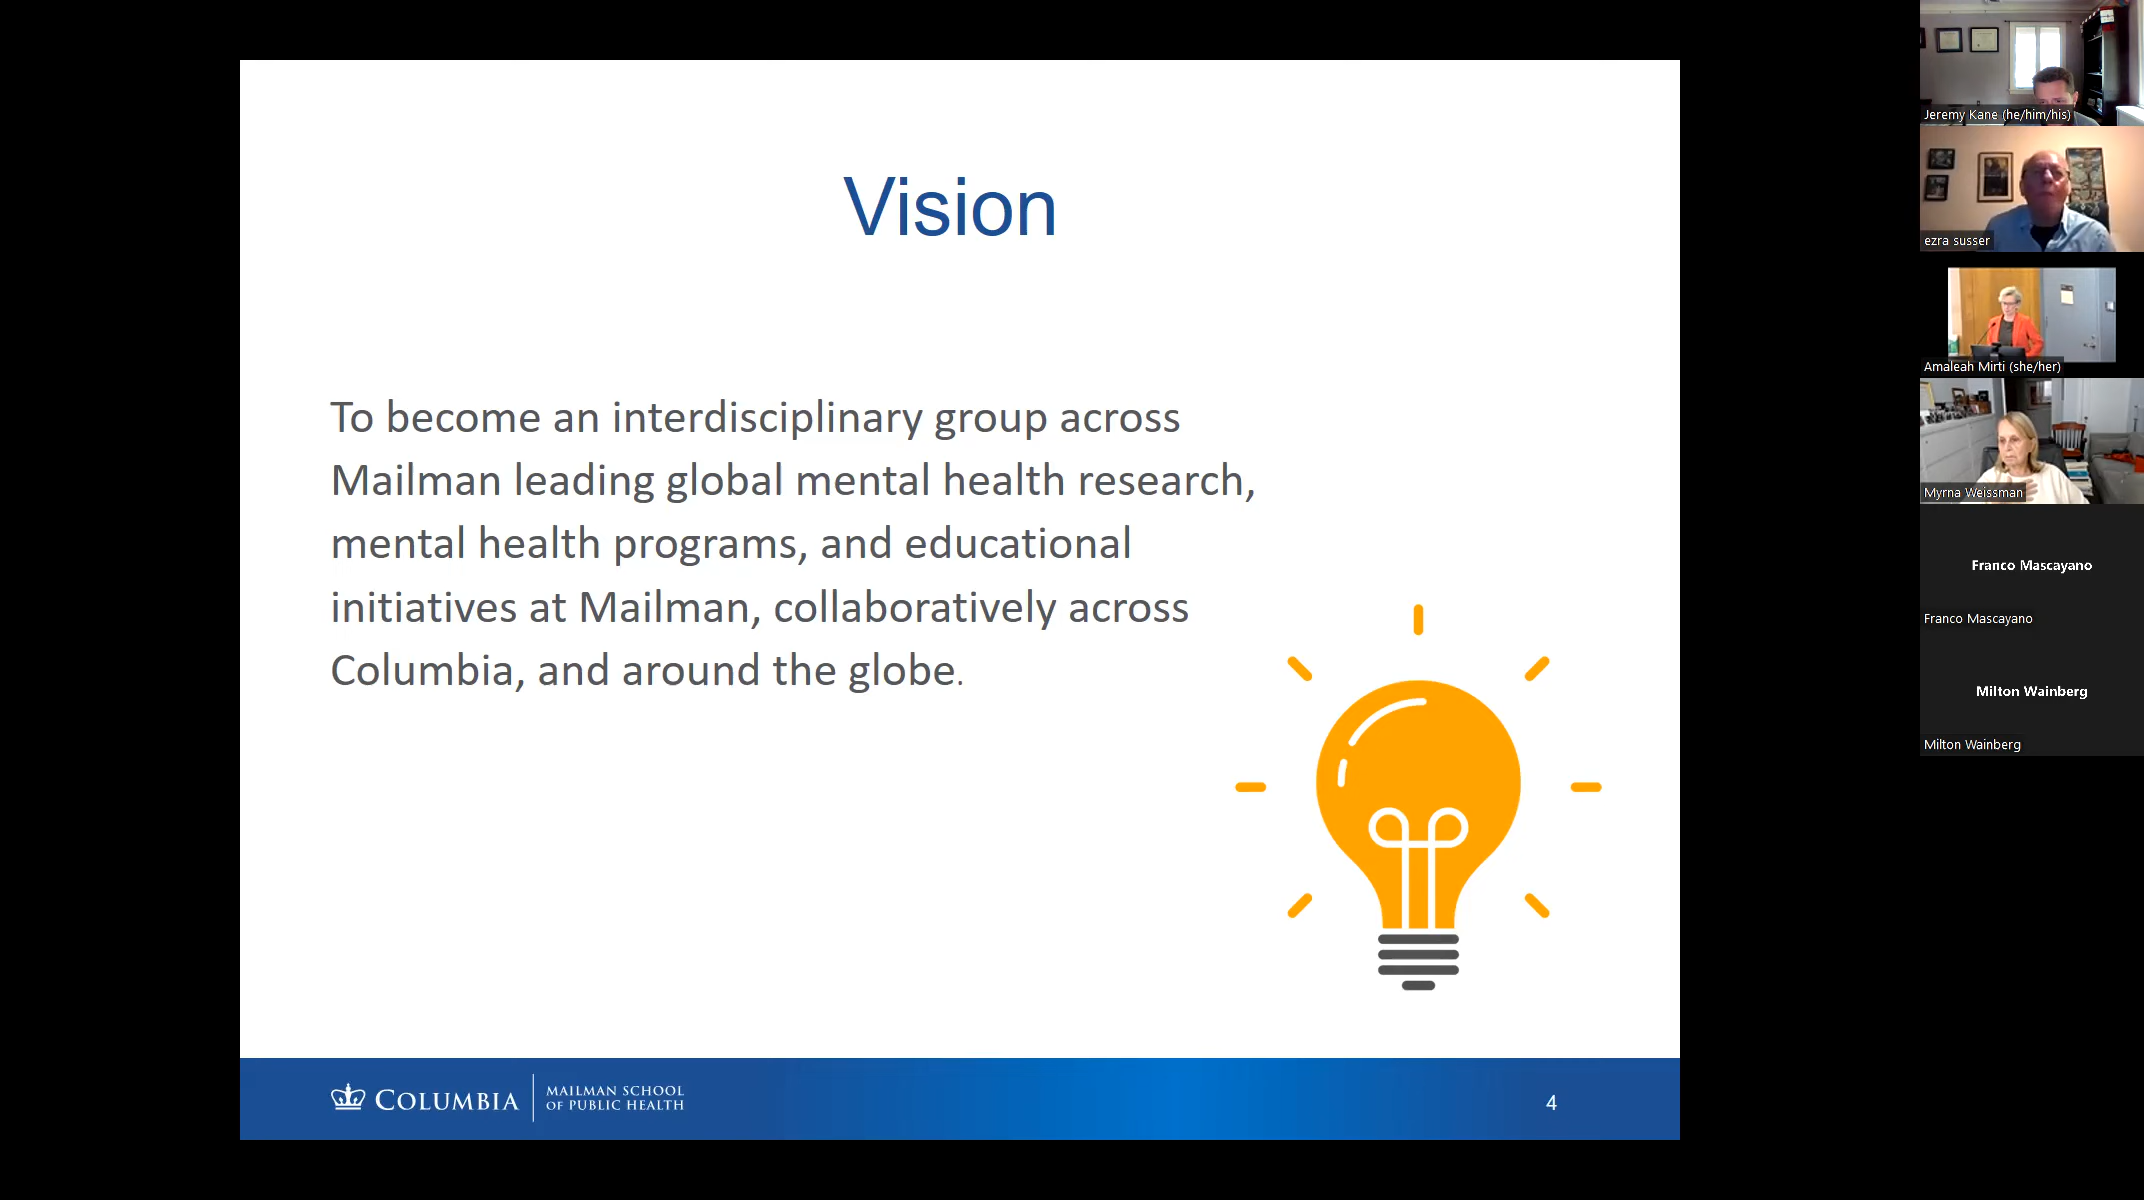 Vision
To become an interdisciplinary group across
Mailman leading global mental health research,
mental health programs, and educational
initiatives at Mailman, collaboratively across
Columbia, and around the globe.
COLUMBIA
MAILMAN SCHOOL
OF PUBLIC HEALTH
4
Jeremy Kane (he/him/his)
ezra susser
Amaleah Mirti (she/her)
Myrna Weissman
Franco Mascayano
Franco Mascayano
Milton Wainberg
Milton Wainberg